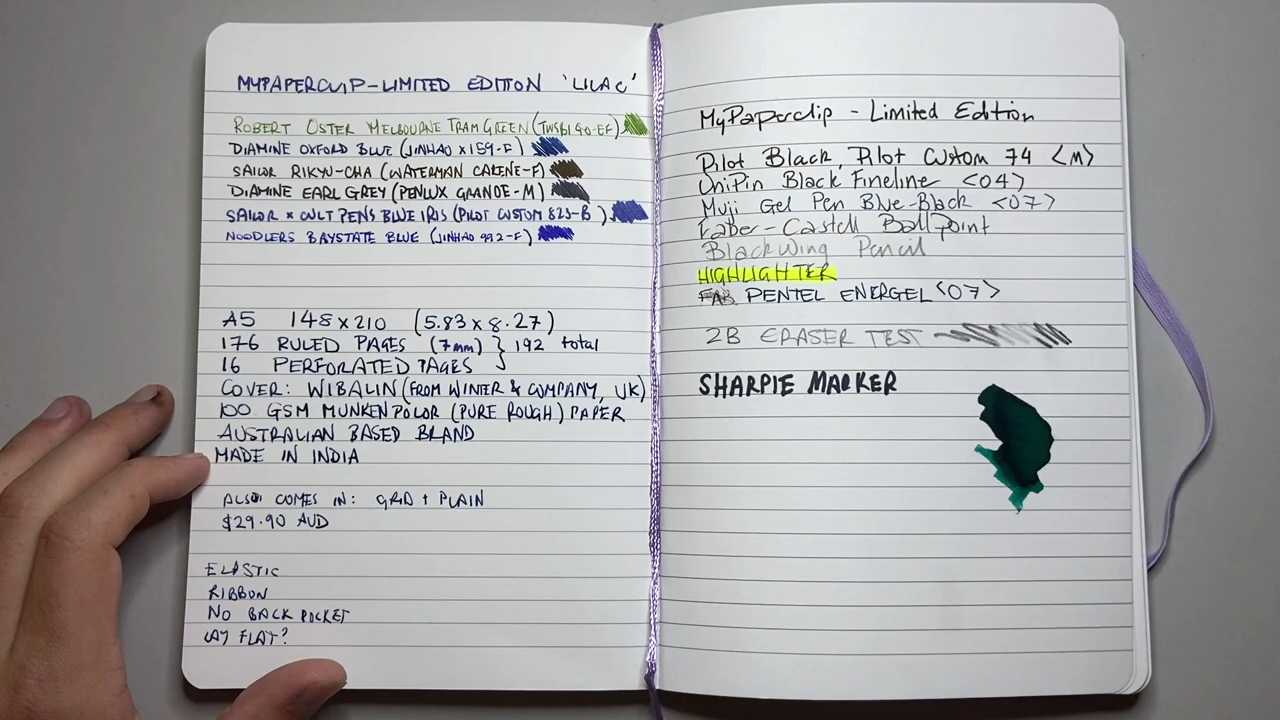 MYPAPERCLIP-LIMITED EDITION 'LILAC'
ROBERT OSTER MELBOURNE TRAM GREEN (TWSBI GO-EF)
DIAMINE OXFORD BLUE (JINHAO X159-F)
SAILOR RIKYU-CHA (WATERMAN CARENE-F)
DIAMINE EARL GREY (PENLUX GRANDE-M)
SAILOR x CULT PENS BLUE IRIS (PILOT CUSTOM 823-B)
NOODLERS BAYSTATE BLUE (JINHAO 992-F)
A5 148 x 210 (5.83 x 8.27)
176 RULED PAGES (7mm) } 192 total
16 PERFORATED PAGES
COVER: WIBALIN (FROM WINTER & COMPANY, UK)
100 GSM MUNKEN POLOR (PURE ROUGH) PAPER
AUSTRALIAN BASED BRAND
MADE IN INDIA
ALSO COMES IN: GRID + PLAIN
$29.90 AUD
ELASTIC
RIBBON
NO BACK POCKET
LAY FLAT?
MyPaperclip - Limited Edition
Pilot Black, Pilot Custom 74 <M>
UniPin Black Fineline <04>
Muji Gel Pen Blue-Black <07>
Faber-Castell BallPoint
BlackWing Pencil
HIGHLIGHTER
PENTEL ENERGEL <07>
2B ERASER TEST
SHARPIE MARKER